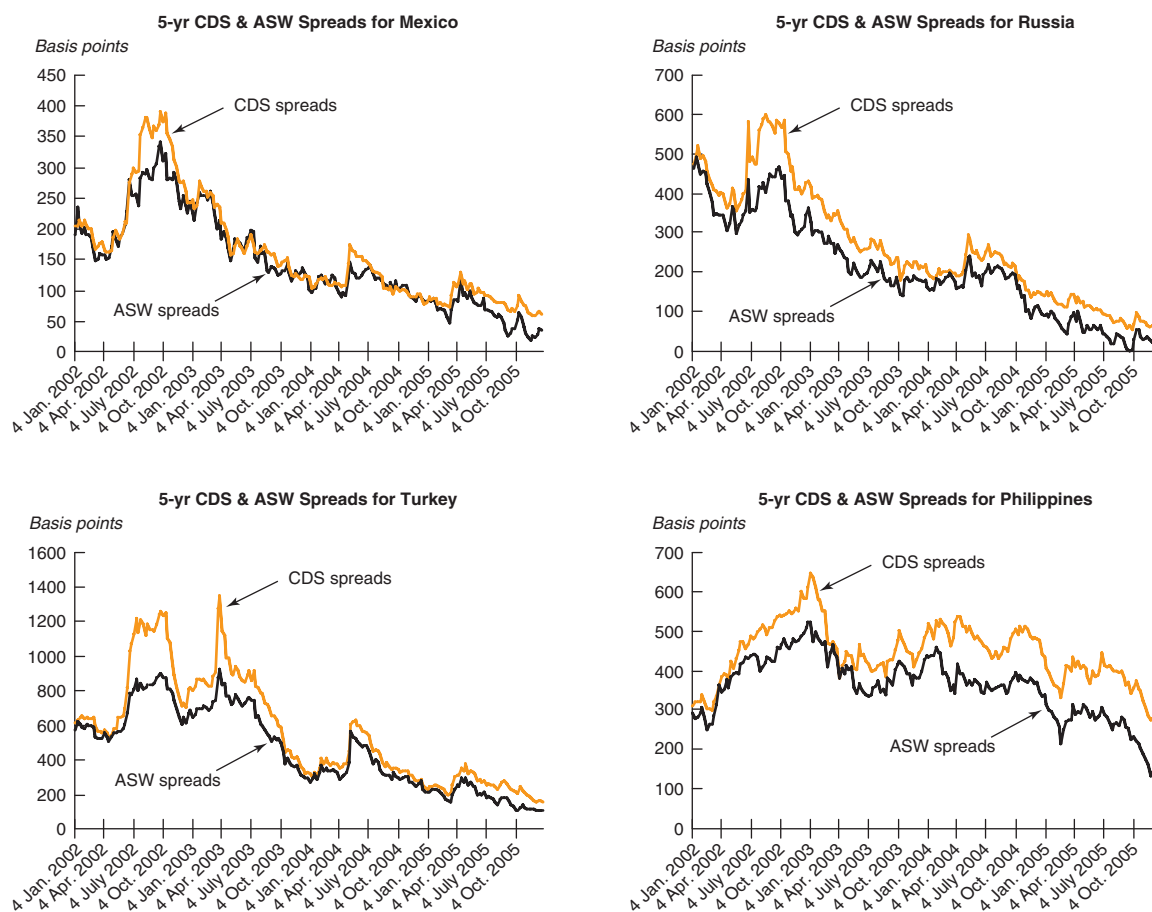 5-yr CDS & ASW Spreads for Mexico
Basis points
450
400
350
300
250
200
150
100
50
0
CDS spreads
ASW spreads
4 Jan. 2002
4 Apr. 2002
4 July 2002
4 Oct. 2002
4 Jan. 2003
4 Apr. 2003
4 July 2003
4 Oct. 2003
4 Jan. 2004
4 Apr. 2004
4 July 2004
4 Oct. 2004
4 Jan. 2005
4 Apr. 2005
4 July 2005
4 Oct. 2005
5-yr CDS & ASW Spreads for Russia
Basis points
700
600
500
400
300
200
100
0
CDS spreads
ASW spreads
4 Jan. 2002
4 Apr. 2002
4 July 2002
4 Oct. 2002
4 Jan. 2003
4 Apr. 2003
4 July 2003
4 Oct. 2003
4 Jan. 2004
4 Apr. 2004
4 July 2004
4 Oct. 2004
4 Jan. 2005
4 Apr. 2005
4 July 2005
4 Oct. 2005
5-yr CDS & ASW Spreads for Turkey
Basis points
1600
1400
1200
1000
800
600
400
200
0
CDS spreads
ASW spreads
4 Jan. 2002
4 Apr. 2002
4 July 2002
4 Oct. 2002
4 Jan. 2003
4 Apr. 2003
4 July 2003
4 Oct. 2003
4 Jan. 2004
4 Apr. 2004
4 July 2004
4 Oct. 2004
4 Jan. 2005
4 Apr. 2005
4 July 2005
4 Oct. 2005
5-yr CDS & ASW Spreads for Philippines
Basis points
700
600
500
400
300
200
100
0
CDS spreads
ASW spreads
4 Jan. 2002
4 Apr. 2002
4 July 2002
4 Oct. 2002
4 Jan. 2003
4 Apr. 2003
4 July 2003
4 Oct. 2003
4 Jan. 2004
4 Apr. 2004
4 July 2004
4 Oct. 2004
4 Jan. 2005
4 Apr. 2005
4 July 2005
4 Oct. 2005